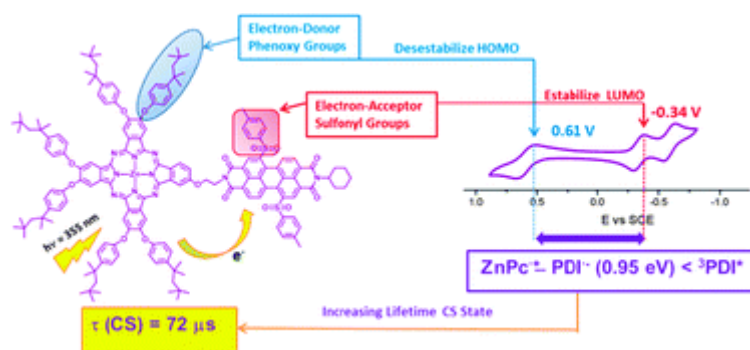 Electron-Donor
Phenoxy Groups
Desestabilize HOMO
Electron-Acceptor
Sulfonyl Groups
Estabilize LUMO
-0.34 V
0.61 V
1.0
0.5
0.0
-0.5
-1.0
E vs SCE
hν = 355 nm
e-
ZnPc·+– PDI·- (0.95 eV) < ³PDI*
Increasing Lifetime CS State
τ (CS) = 72 μs